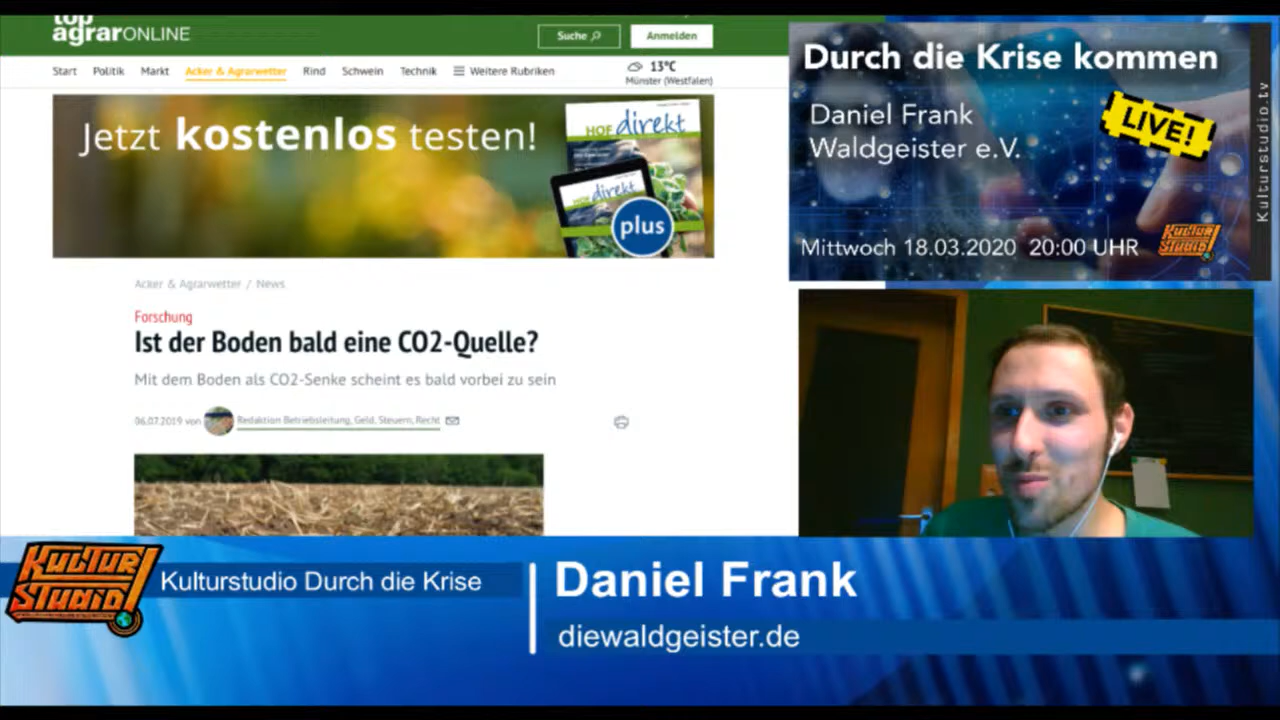 top
agrarONLINE
Suche
Anmelden
Start Politik Markt Acker & Agrarwetter Rind Schwein Technik Weitere Rubriken
13°C
Münster (Westfalen)
Jetzt kostenlos testen!
HOF direkt
direkt
plus
Acker & Agrarwetter / News
Forschung
Ist der Boden bald eine CO2-Quelle?
Mit dem Boden als CO2-Senke scheint es bald vorbei zu sein
06.07.2019 von Redaktion Betriebsleitung, Geld, Steuern, Recht
Durch die Krise kommen
Daniel Frank
Waldgeister e.V.
LIVE!
Mittwoch 18.03.2020 20:00 UHR
KULTUR
STUDIO!
Kulturstudio.tv
KULTUR
STUDIO!
Kulturstudio Durch die Krise
Daniel Frank
diewaldgeister.de